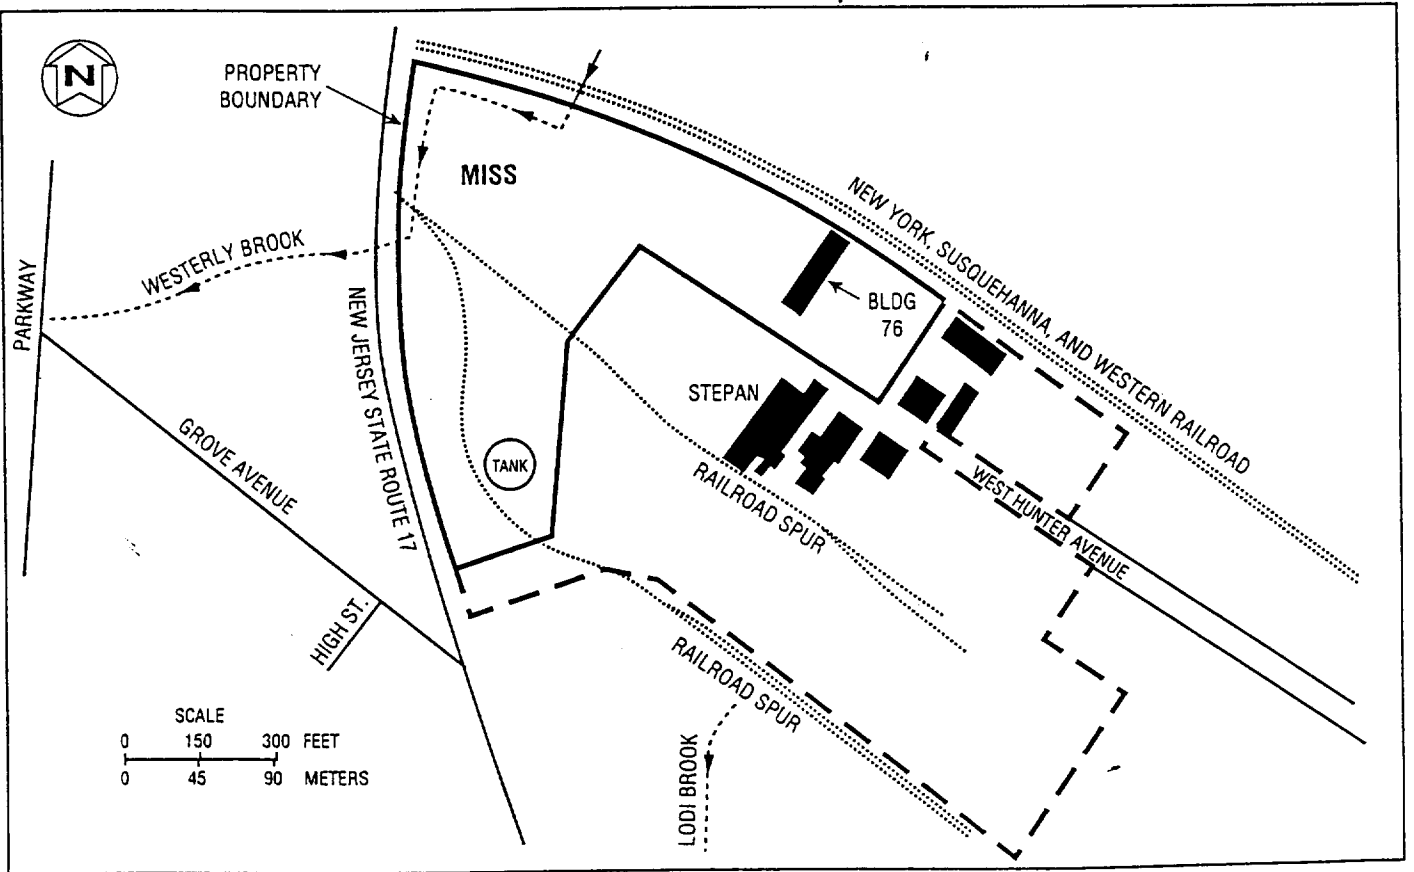 N
PROPERTY
BOUNDARY
MISS
NEW YORK, SUSQUEHANNA, AND WESTERN RAILROAD
WESTERLY BROOK
PARKWAY
BLDG
76
NEW JERSEY STATE ROUTE 17
STEPAN
GROVE AVENUE
TANK
RAILROAD SPUR
WEST HUNTER AVENUE
HIGH ST.
RAILROAD SPUR
LODI BROOK
SCALE
0 150 300 FEET
0 45 90 METERS